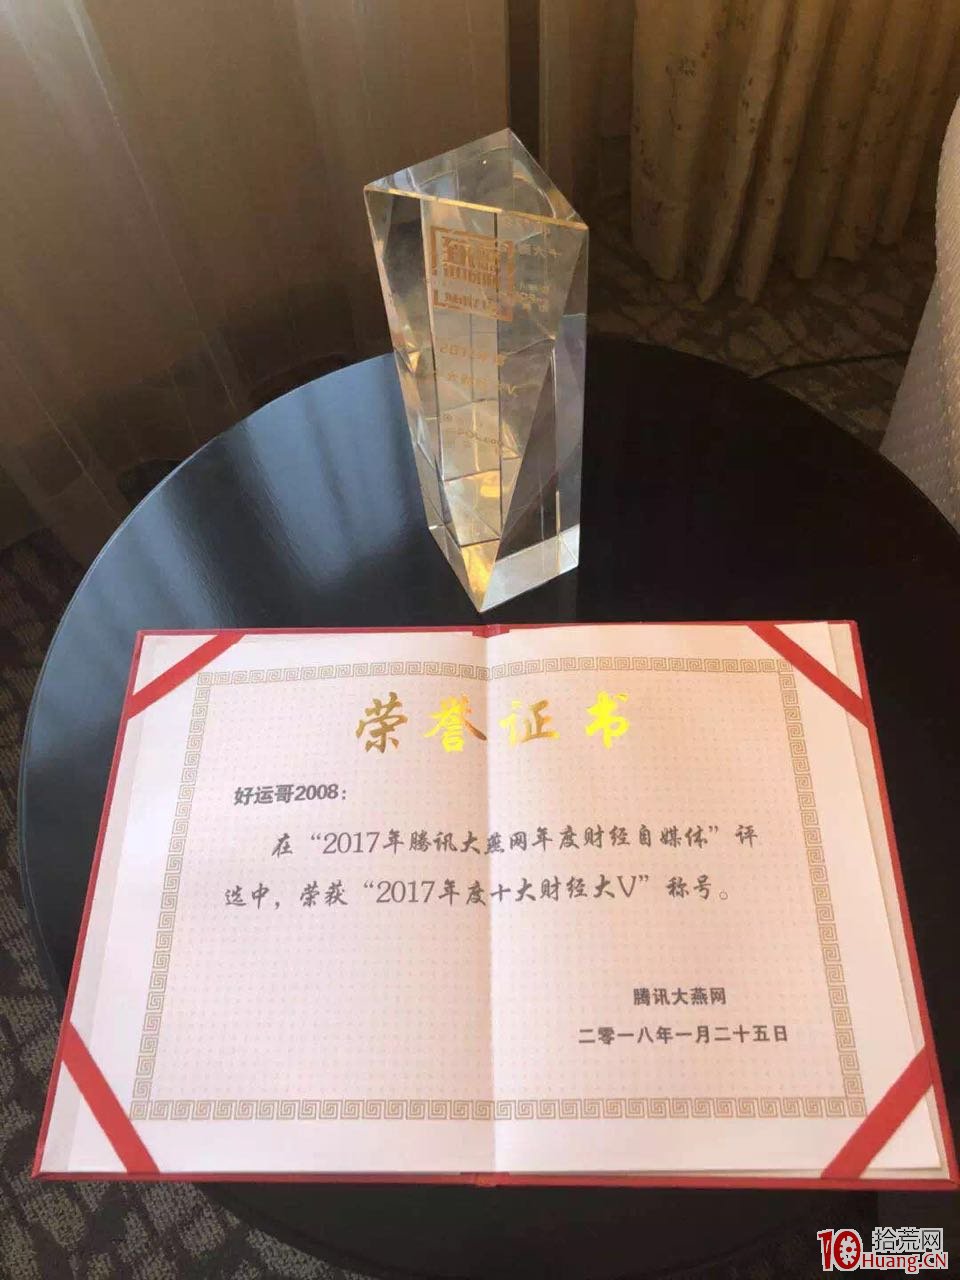 荣誉证书
好运哥2008：
在“2017年腾讯大燕网年度财经自媒体”评
选中，荣获“2017年度十大财经大V”称号。
腾讯大燕网
二零一八年一月二十五日
10 拾荒网
Huang.CN